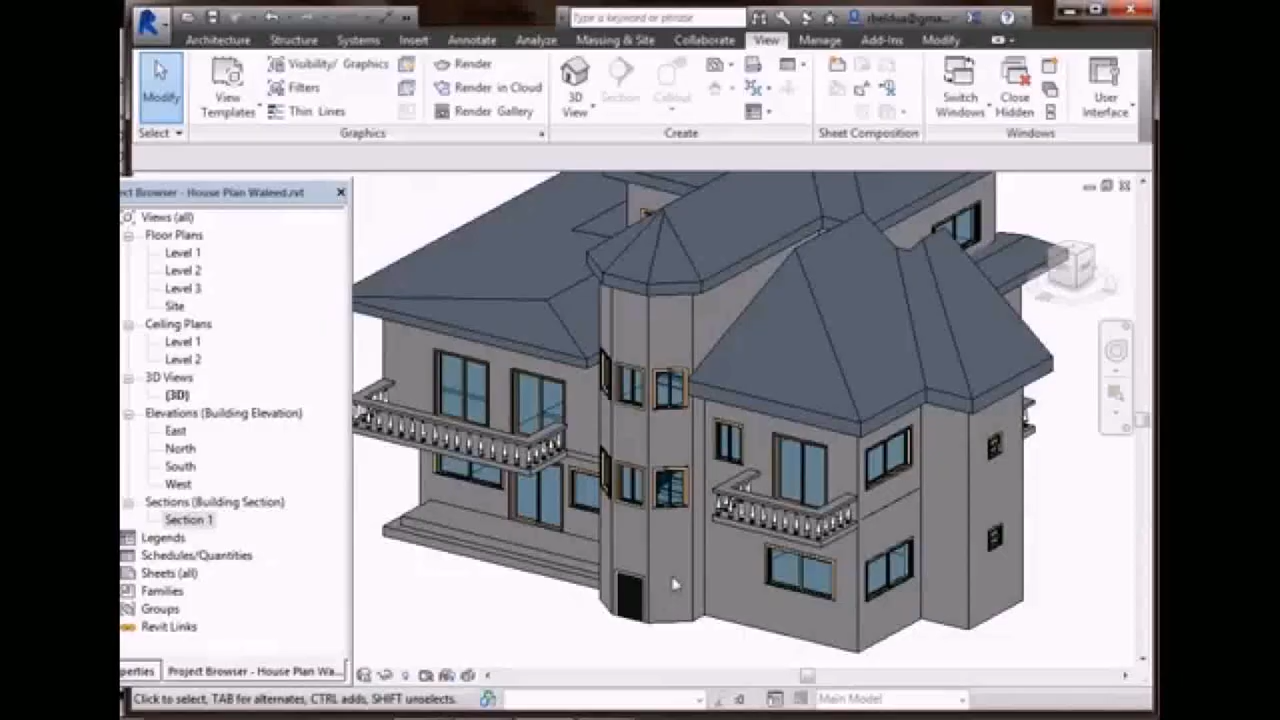 Type a keyword or phrase
rbeldua@gma...
Architecture Structure Systems Insert Annotate Analyze Massing & Site Collaborate View Manage Add-Ins Modify
Modify
View Templates
Visibility/ Graphics
Filters
Thin Lines
Render
Render in Cloud
Render Gallery
3D View
Section
Callout
Switch Windows
Close Hidden
User Interface
Select
Graphics
Create
Sheet Composition
Windows
ct Browser - House Plan Waleed.rvt
Views (all)
Floor Plans
Level 1
Level 2
Level 3
Site
Ceiling Plans
Level 1
Level 2
3D Views
(3D)
Elevations (Building Elevation)
East
North
South
West
Sections (Building Section)
Section 1
Legends
Schedules/Quantities
Sheets (all)
Families
Groups
Revit Links
perties
Project Browser - House Plan Wa...
Click to select, TAB for alternates, CTRL adds, SHIFT unselects.
:0
Main Model